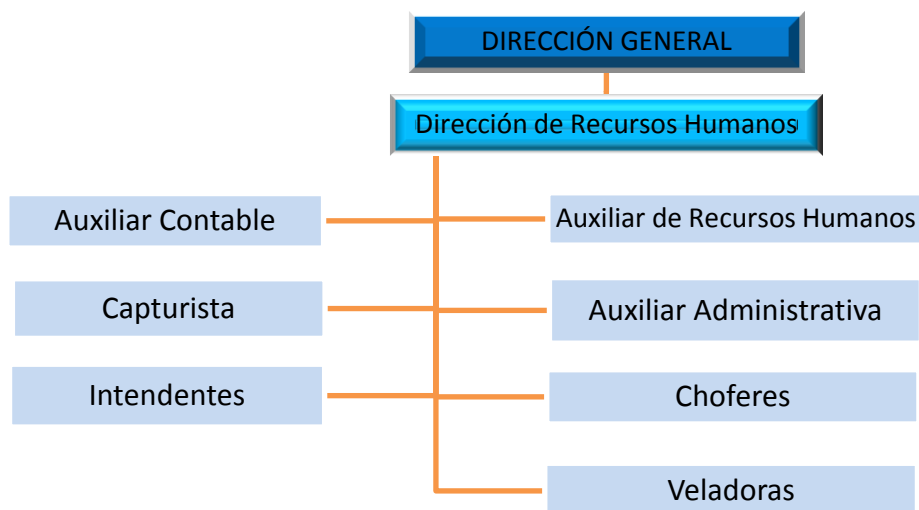 DIRECCIÓN GENERAL
Dirección de Recursos Humanos
Auxiliar Contable
Auxiliar de Recursos Humanos
Capturista
Auxiliar Administrativa
Intendentes
Choferes
Veladoras